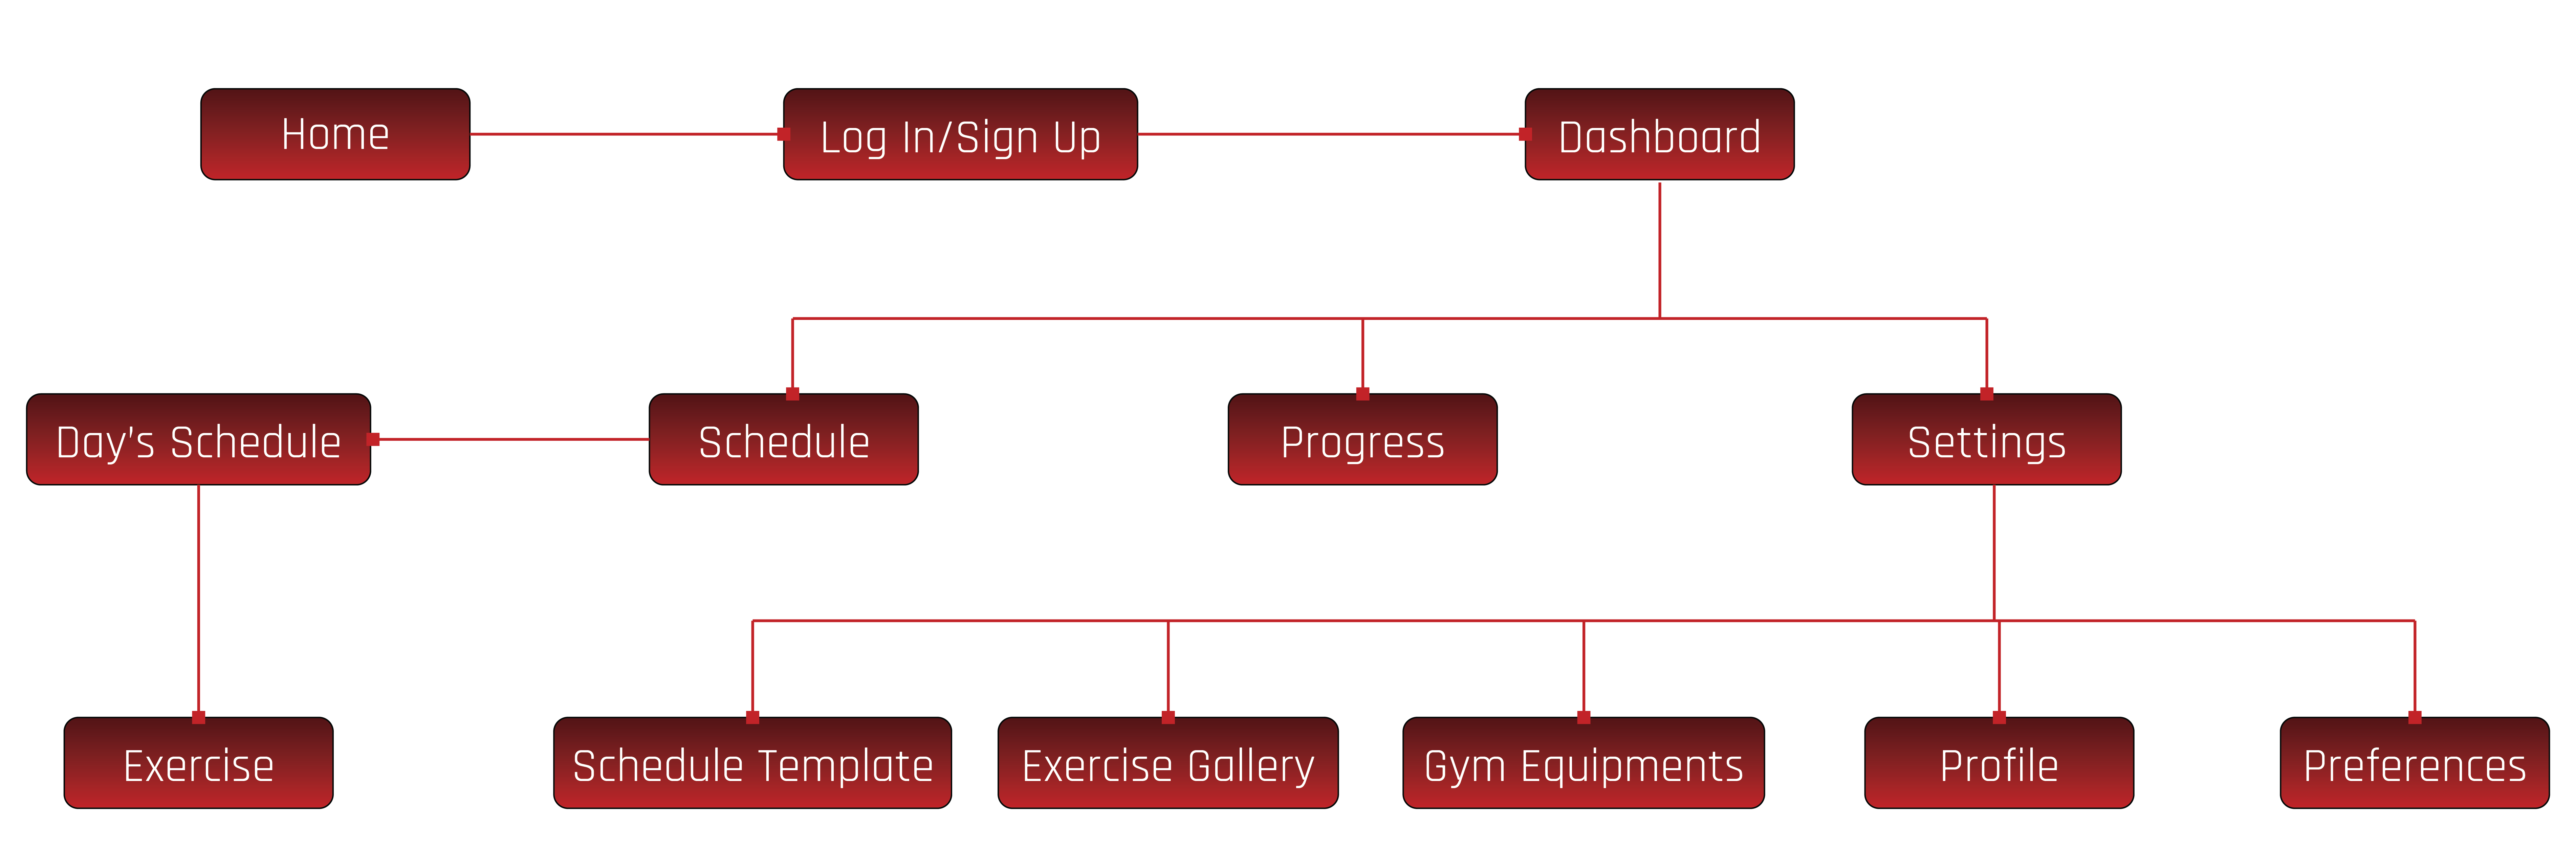 Home
Log In/Sign Up
Dashboard
Day's Schedule
Schedule
Progress
Settings
Exercise
Schedule Template
Exercise Gallery
Gym Equipments
Profile
Preferences